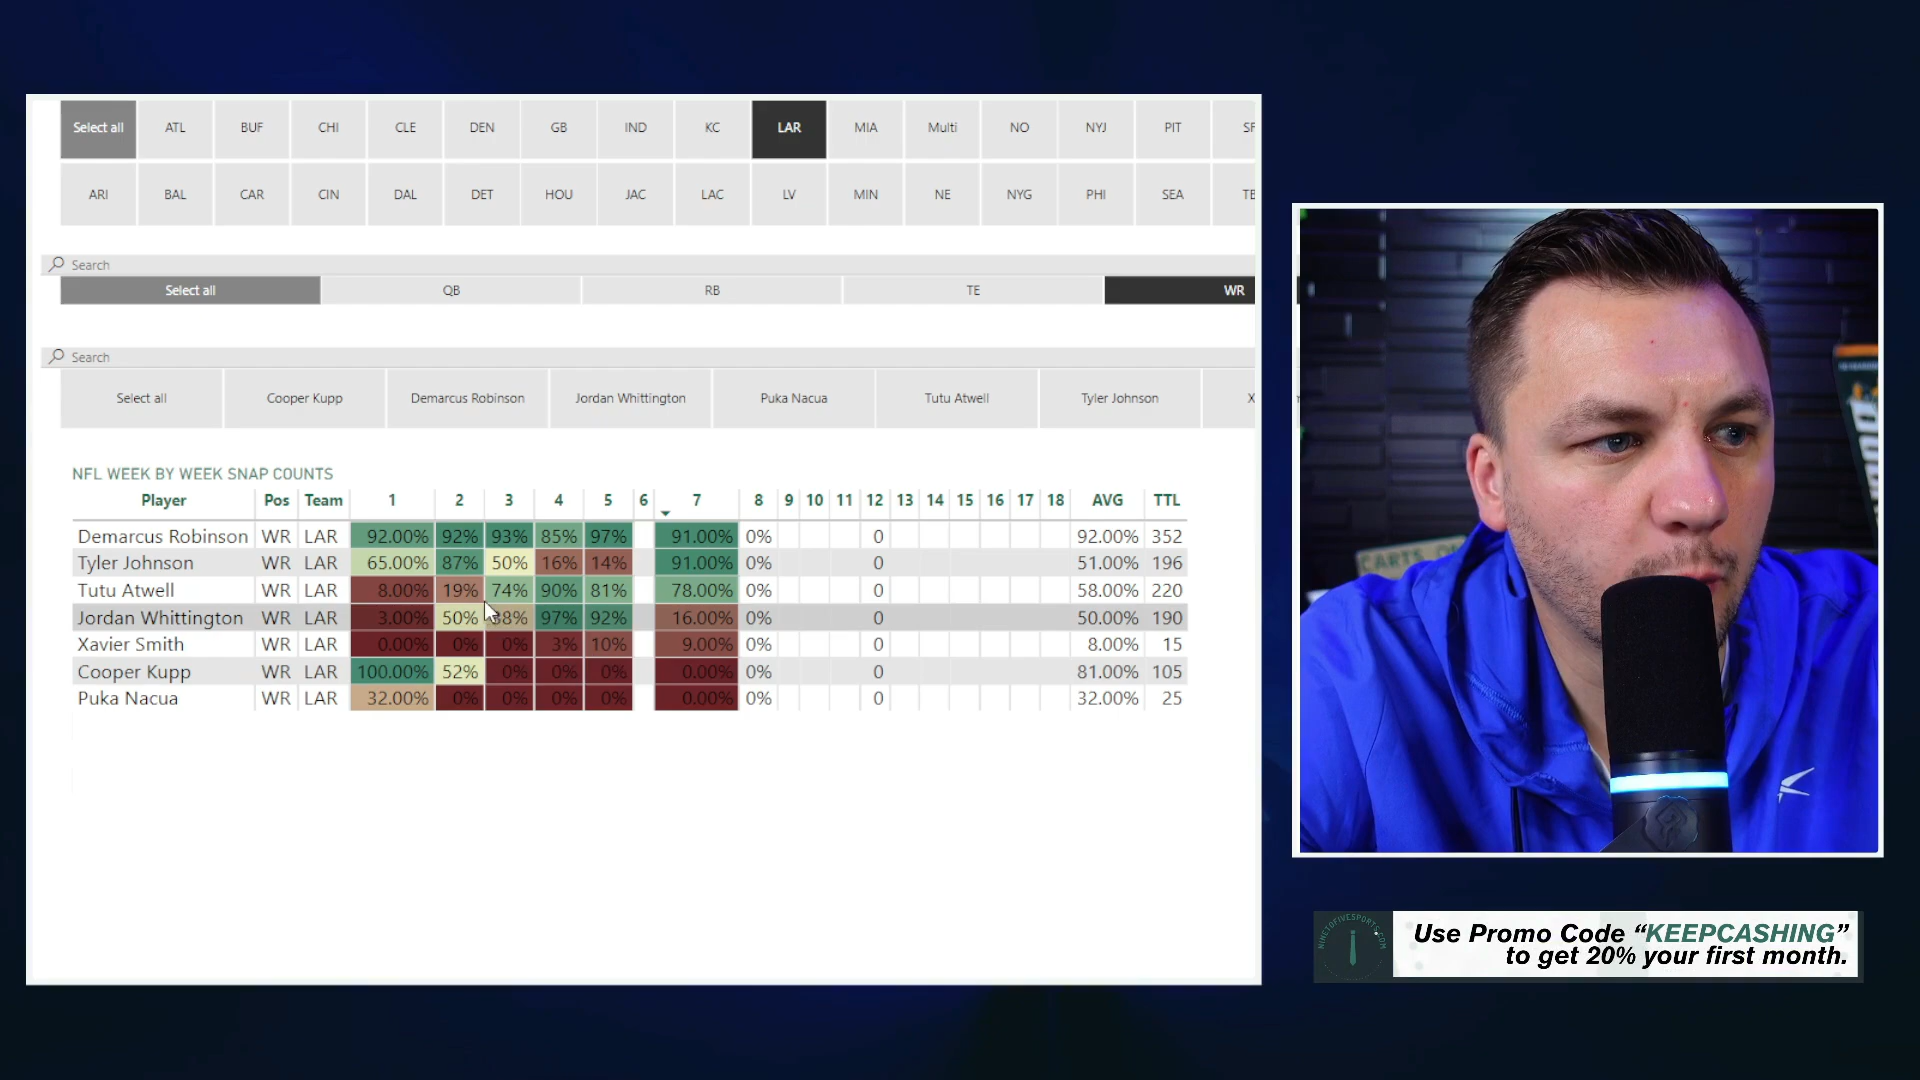 Select all ATL BUF CHI CLE DEN GB IND KC LAR MIA Multi NO NYJ PIT
ARI BAL CAR CIN DAL DET HOU JAC LAC LV MIN NE NYG PHI SEA
Search
Select all QB RB TE WR
Search
Select all Cooper Kupp Demarcus Robinson Jordan Whittington Puka Nacua Tutu Atwell Tyler Johnson X
NFL WEEK BY WEEK SNAP COUNTS
Player Pos Team 1 2 3 4 5 6 7 8 9 10 11 12 13 14 15 16 17 18 AVG TTL
Demarcus Robinson WR LAR 92.00% 92% 93% 85% 97% 91.00% 0% 0 92.00% 352
Tyler Johnson WR LAR 65.00% 87% 50% 16% 14% 91.00% 0% 0 51.00% 196
Tutu Atwell WR LAR 8.00% 19% 74% 90% 81% 78.00% 0% 0 58.00% 220
Jordan Whittington WR LAR 3.00% 50% 97% 92% 16.00% 0% 0 50.00% 190
Xavier Smith WR LAR 0.00% 0% 0% 3% 10% 9.00% 0% 0 8.00% 15
Cooper Kupp WR LAR 100.00% 52% 0% 0% 0% 0.00% 0% 0 81.00% 105
Puka Nacua WR LAR 32.00% 0% 0% 0% 0% 0.00% 0% 0 32.00% 25
NINETOFIVESPORTS.COM
Use Promo Code “KEEPCASHING”
to get 20% your first month.